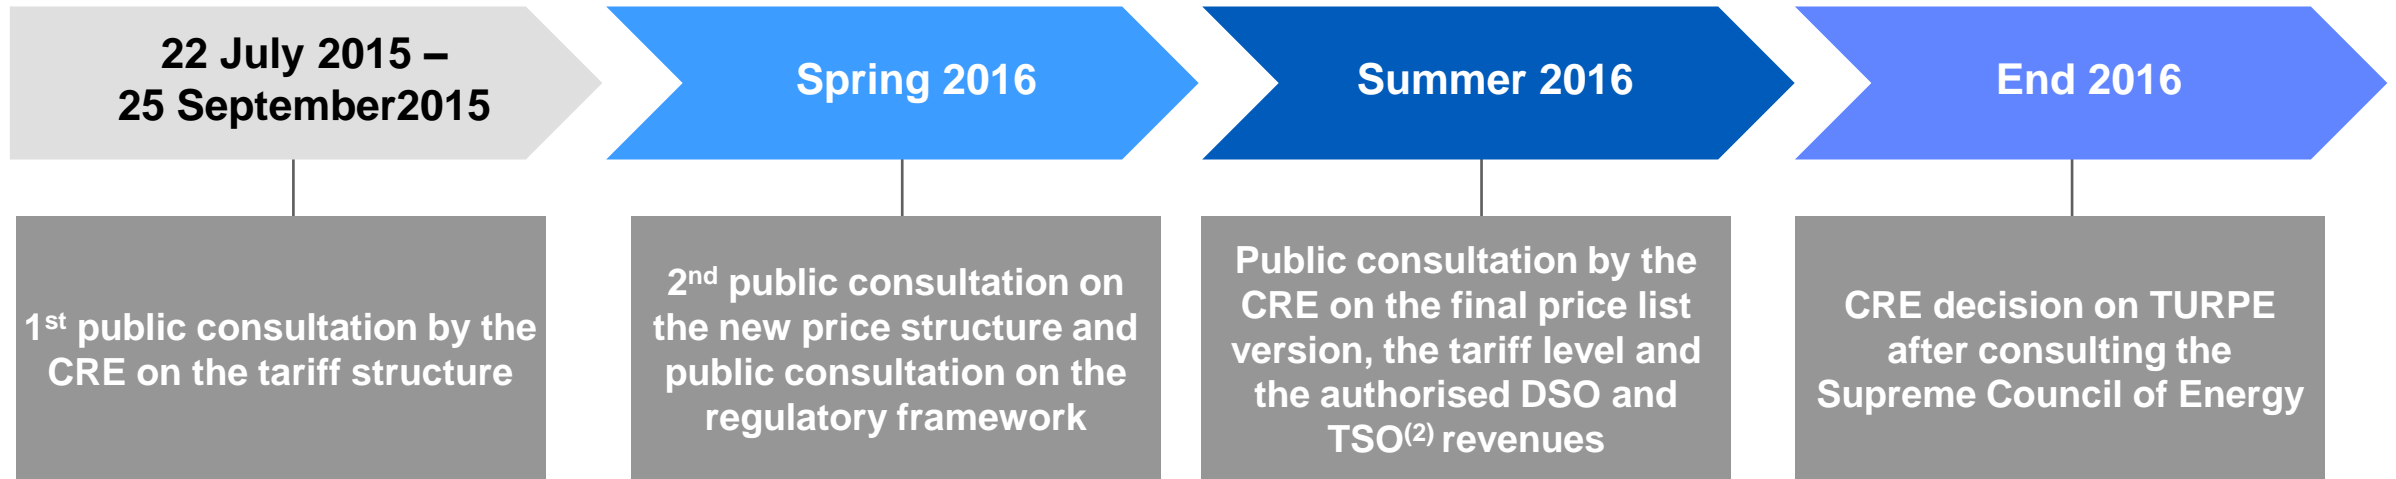 22 July 2015 –
25 September2015
Spring 2016
Summer 2016
End 2016
1st public consultation by the
CRE on the tariff structure
2nd public consultation on
the new price structure and
public consultation on the
regulatory framework
Public consultation by the
CRE on the final price list
version, the tariff level and
the authorised DSO and
TSO(2) revenues
CRE decision on TURPE
after consulting the
Supreme Council of Energy